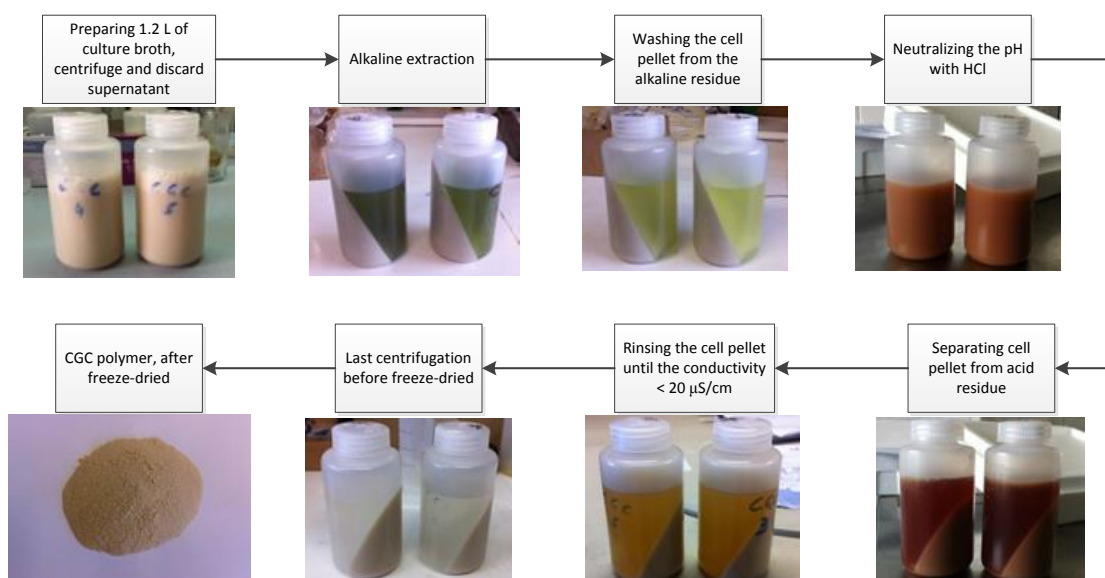 Preparing 1.2 L of
culture broth,
centrifuge and discard
supernatant
Alkaline extraction
Washing the cell
pellet from the
alkaline residue
Neutralizing the pH
with HCl
Separating cell
pellet from acid
residue
Rinsing the cell pellet
until the conductivity
< 20 μS/cm
Last centrifugation
before freeze-dried
CGC polymer, after
freeze-dried